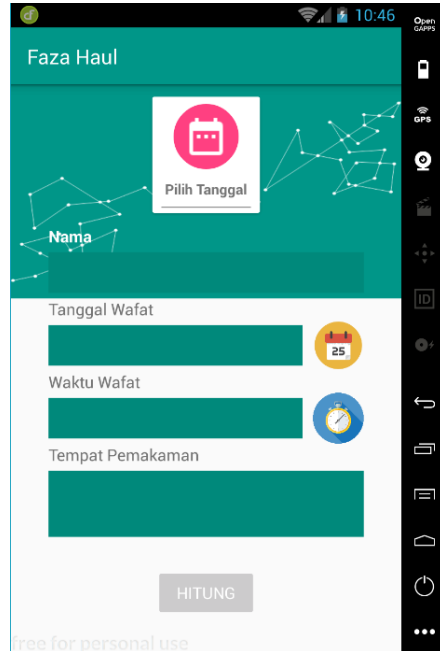 10:46
Open
GAPPS
Faza Haul
GPS
Pilih Tanggal
Nama
Tanggal Wafat
25
Waktu Wafat
Tempat Pemakaman
HITUNG
free for personal use
ID